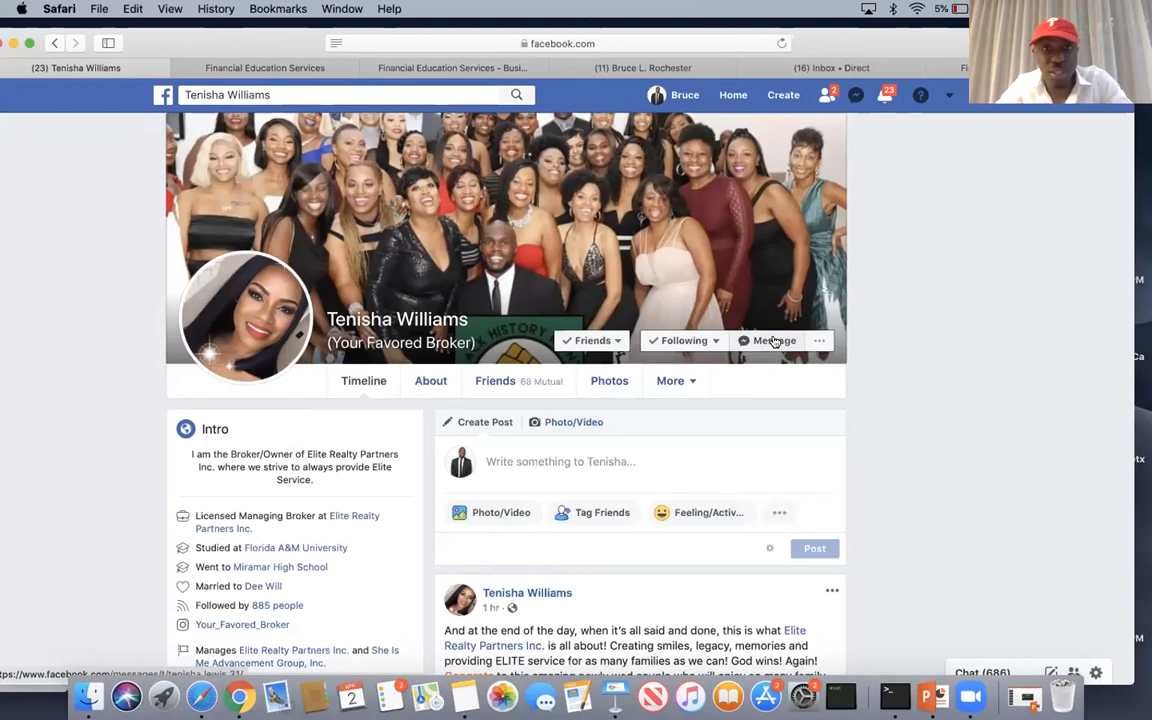 Safari File Edit View History Bookmarks Window Help 5%
facebook.com
(23) Tenisha Williams Financial Education Services Financial Education Services - Busi... (11) Bruce L. Rochester (16) Inbox • Direct
Tenisha Williams Bruce Home Create 2 23
Tenisha Williams
(Your Favored Broker)
Friends Following Message
Timeline About Friends 68 Mutual Photos More
Intro
I am the Broker/Owner of Elite Realty Partners
Inc. where we strive to always provide Elite
Service.
Licensed Managing Broker at Elite Realty
Partners Inc.
Studied at Florida A&M University
Went to Miramar High School
Married to Dee Will
Followed by 885 people
Your_Favored_Broker
Manages Elite Realty Partners Inc. and She Is
Me Advancement Group, Inc.
Create Post Photo/Video
Write something to Tenisha...
Photo/Video Tag Friends Feeling/Activ...
Post
Tenisha Williams
1 hr
And at the end of the day, when it's all said and done, this is what Elite
Realty Partners Inc. is all about! Creating smiles, legacy, memories and
providing ELITE service for as many families as we can! God wins! Again!
Chat (686)
APR
2